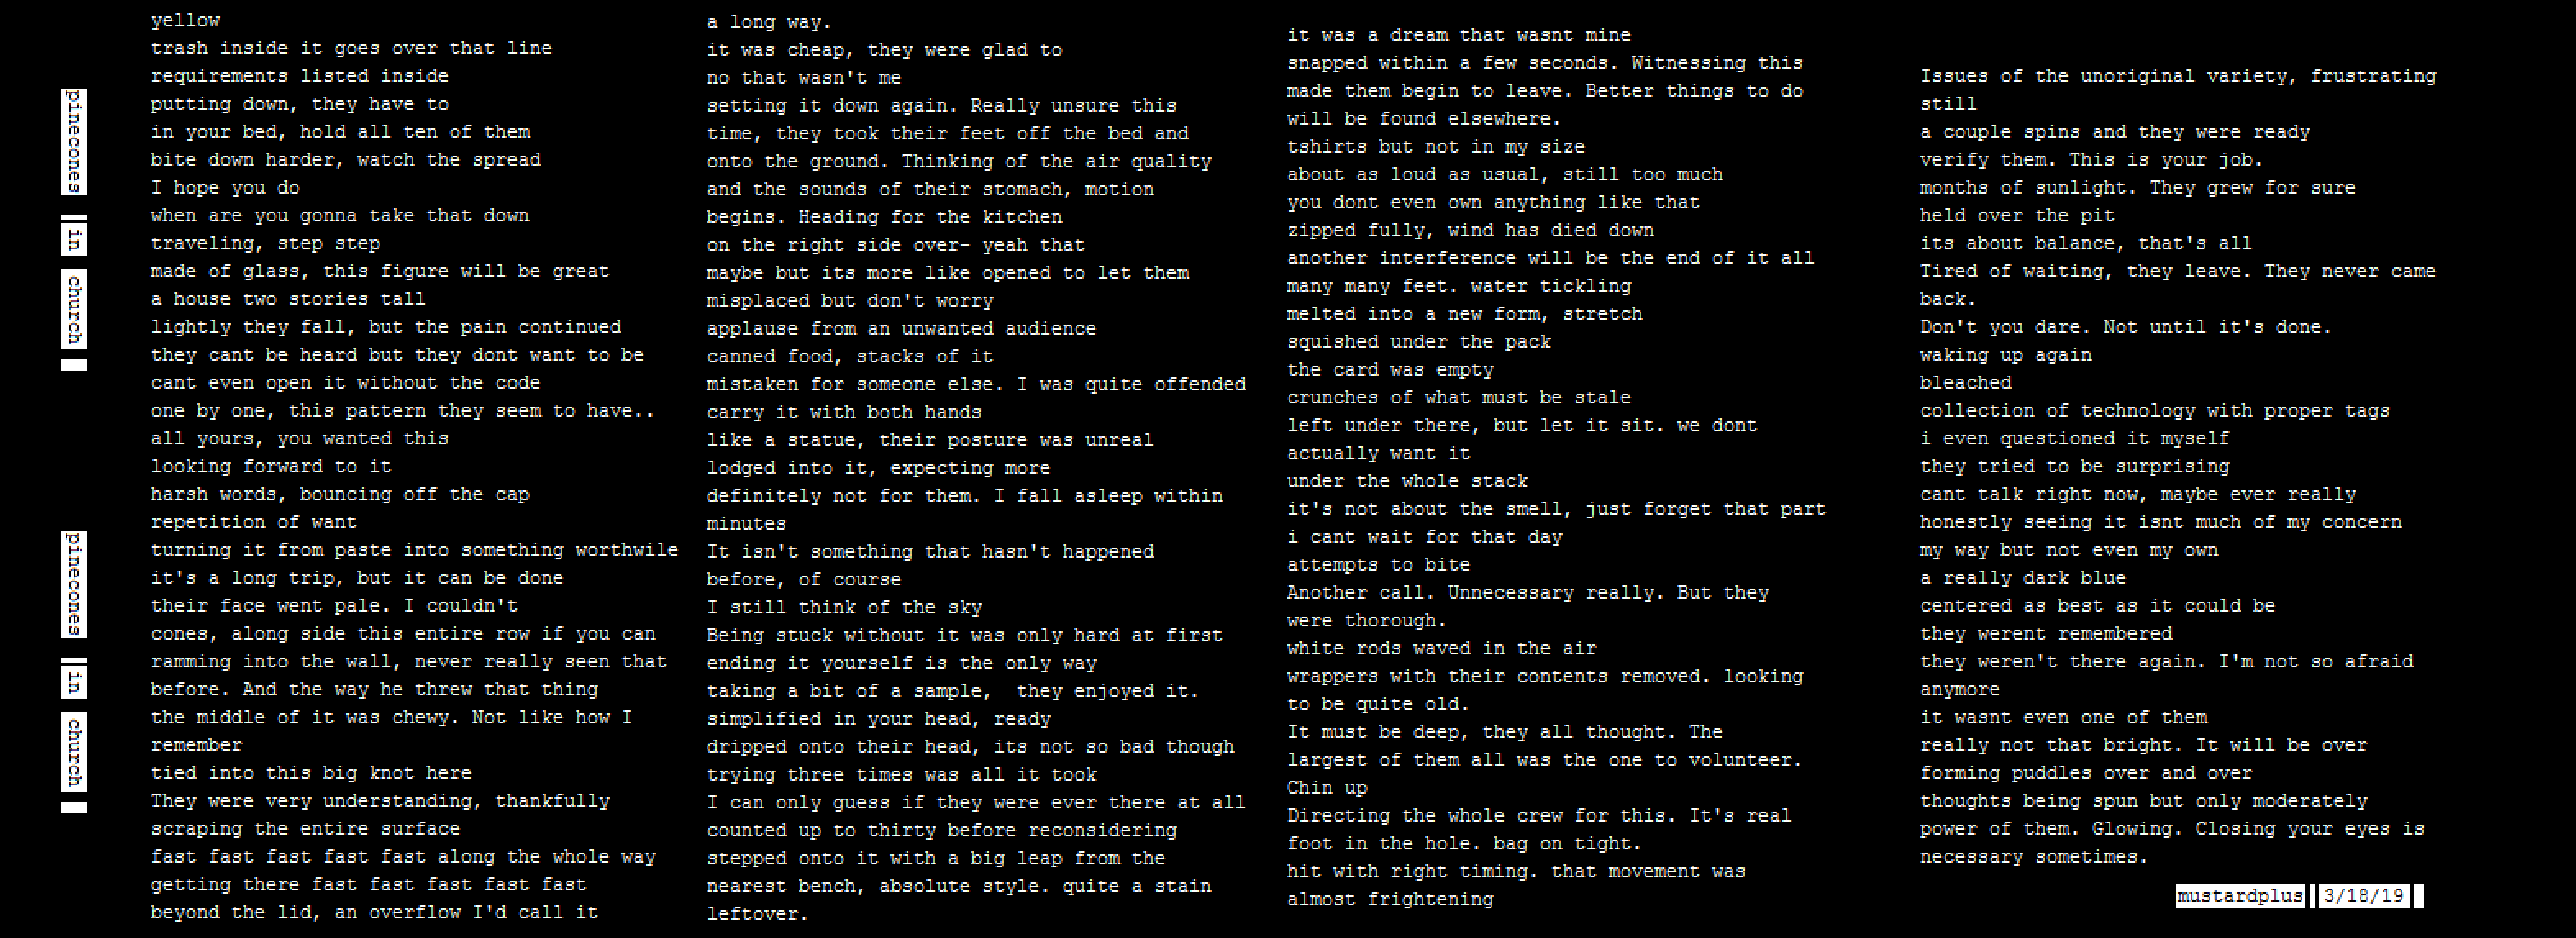 pinecones
in
church
pinecones
in
church
yellow
trash inside it goes over that line
requirements listed inside
putting down, they have to
in your bed, hold all ten of them
bite down harder, watch the spread
I hope you do
when are you gonna take that down
traveling, step step
made of glass, this figure will be great
a house two stories tall
lightly they fall, but the pain continued
they cant be heard but they dont want to be
cant even open it without the code
one by one, this pattern they seem to have..
all yours, you wanted this
looking forward to it
harsh words, bouncing off the cap
repetition of want
turning it from paste into something worthwile
it's a long trip, but it can be done
their face went pale. I couldn't
cones, along side this entire row if you can
ramming into the wall, never really seen that
before. And the way he threw that thing
the middle of it was chewy. Not like how I
remember
tied into this big knot here
They were very understanding, thankfully
scraping the entire surface
fast fast fast fast fast along the whole way
getting there fast fast fast fast fast
beyond the lid, an overflow I'd call it
a long way.
it was cheap, they were glad to
no that wasn't me
setting it down again. Really unsure this
time, they took their feet off the bed and
onto the ground. Thinking of the air quality
and the sounds of their stomach, motion
begins. Heading for the kitchen
on the right side over- yeah that
maybe but its more like opened to let them
misplaced but don't worry
applause from an unwanted audience
canned food, stacks of it
mistaken for someone else. I was quite offended
carry it with both hands
like a statue, their posture was unreal
lodged into it, expecting more
definitely not for them. I fall asleep within
minutes
It isn't something that hasn't happened
before, of course
I still think of the sky
Being stuck without it was only hard at first
ending it yourself is the only way
taking a bit of a sample,  they enjoyed it.
simplified in your head, ready
dripped onto their head, its not so bad though
trying three times was all it took
I can only guess if they were ever there at all
counted up to thirty before reconsidering
stepped onto it with a big leap from the
nearest bench, absolute style. quite a stain
leftover.
it was a dream that wasnt mine
snapped within a few seconds. Witnessing this
made them begin to leave. Better things to do
will be found elsewhere.
tshirts but not in my size
about as loud as usual, still too much
you dont even own anything like that
zipped fully, wind has died down
another interference will be the end of it all
many many feet. water tickling
melted into a new form, stretch
squished under the pack
the card was empty
crunches of what must be stale
left under there, but let it sit. we dont
actually want it
under the whole stack
it's not about the smell, just forget that part
i cant wait for that day
attempts to bite
Another call. Unnecessary really. But they
were thorough.
white rods waved in the air
wrappers with their contents removed. looking
to be quite old.
It must be deep, they all thought. The
largest of them all was the one to volunteer.
Chin up
Directing the whole crew for this. It's real
foot in the hole. bag on tight.
hit with right timing. that movement was
almost frightening
Issues of the unoriginal variety, frustrating
still
a couple spins and they were ready
verify them. This is your job.
months of sunlight. They grew for sure
held over the pit
its about balance, that's all
Tired of waiting, they leave. They never came
back.
Don't you dare. Not until it's done.
waking up again
bleached
collection of technology with proper tags
i even questioned it myself
they tried to be surprising
cant talk right now, maybe ever really
honestly seeing it isnt much of my concern
my way but not even my own
a really dark blue
centered as best as it could be
they werent remembered
they weren't there again. I'm not so afraid
anymore
it wasnt even one of them
really not that bright. It will be over
forming puddles over and over
thoughts being spun but only moderately
power of them. Glowing. Closing your eyes is
necessary sometimes.
mustardplus 3/18/19